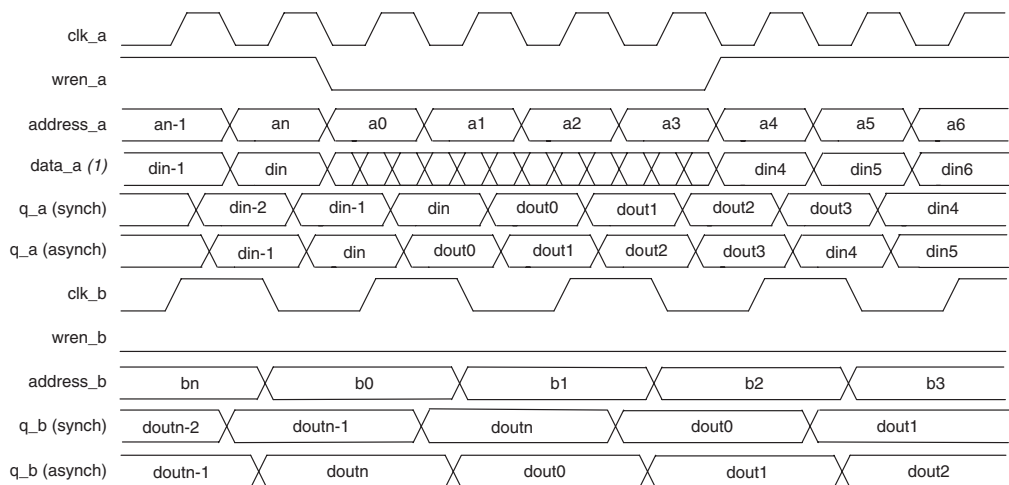 clk_a
wren_a
address_a an-1 an a0 a1 a2 a3 a4 a5 a6
data_a (1) din-1 din din4 din5 din6
q_a (synch) din-2 din-1 din dout0 dout1 dout2 dout3 din4
q_a (asynch) din-1 din dout0 dout1 dout2 dout3 din4 din5
clk_b
wren_b
address_b bn b0 b1 b2 b3
q_b (synch) doutn-2 doutn-1 doutn dout0 dout1
q_b (asynch) doutn-1 doutn dout0 dout1 dout2